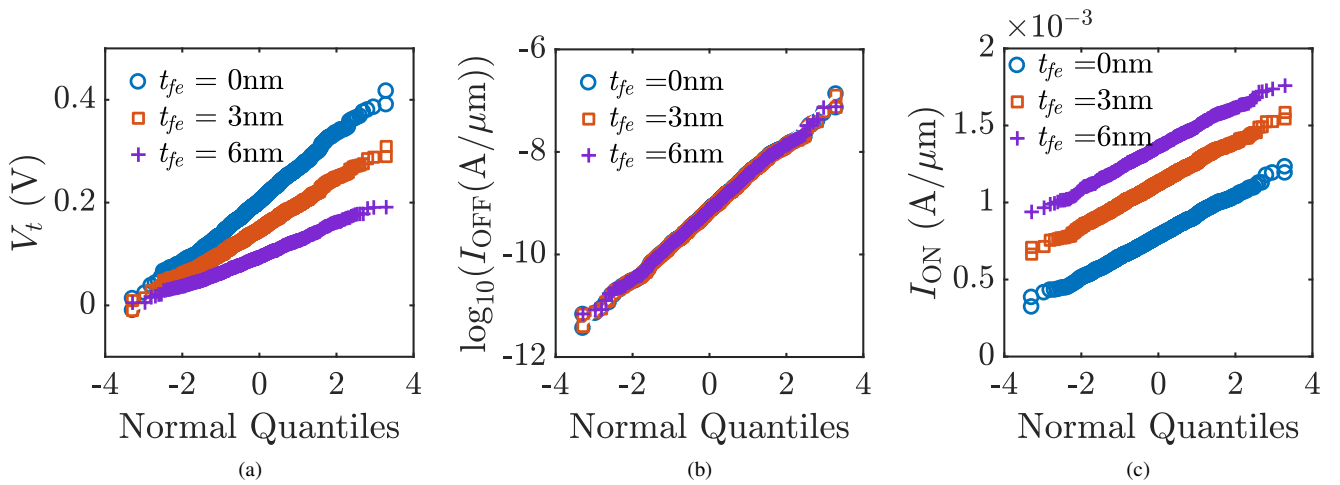 t_fe = 0nm
t_fe = 3nm
t_fe = 6nm
0.4
0.2
0
V_t (V)
-4 -2 0 2 4
Normal Quantiles
(a)
t_fe =0nm
t_fe =3nm
t_fe =6nm
-6
-8
-10
-12
log10(I_OFF(A/μm))
-4 -2 0 2 4
Normal Quantiles
(b)
×10^-3
t_fe =0nm
t_fe =3nm
t_fe =6nm
2
1.5
1
0.5
0
I_ON (A/μm)
-4 -2 0 2 4
Normal Quantiles
(c)